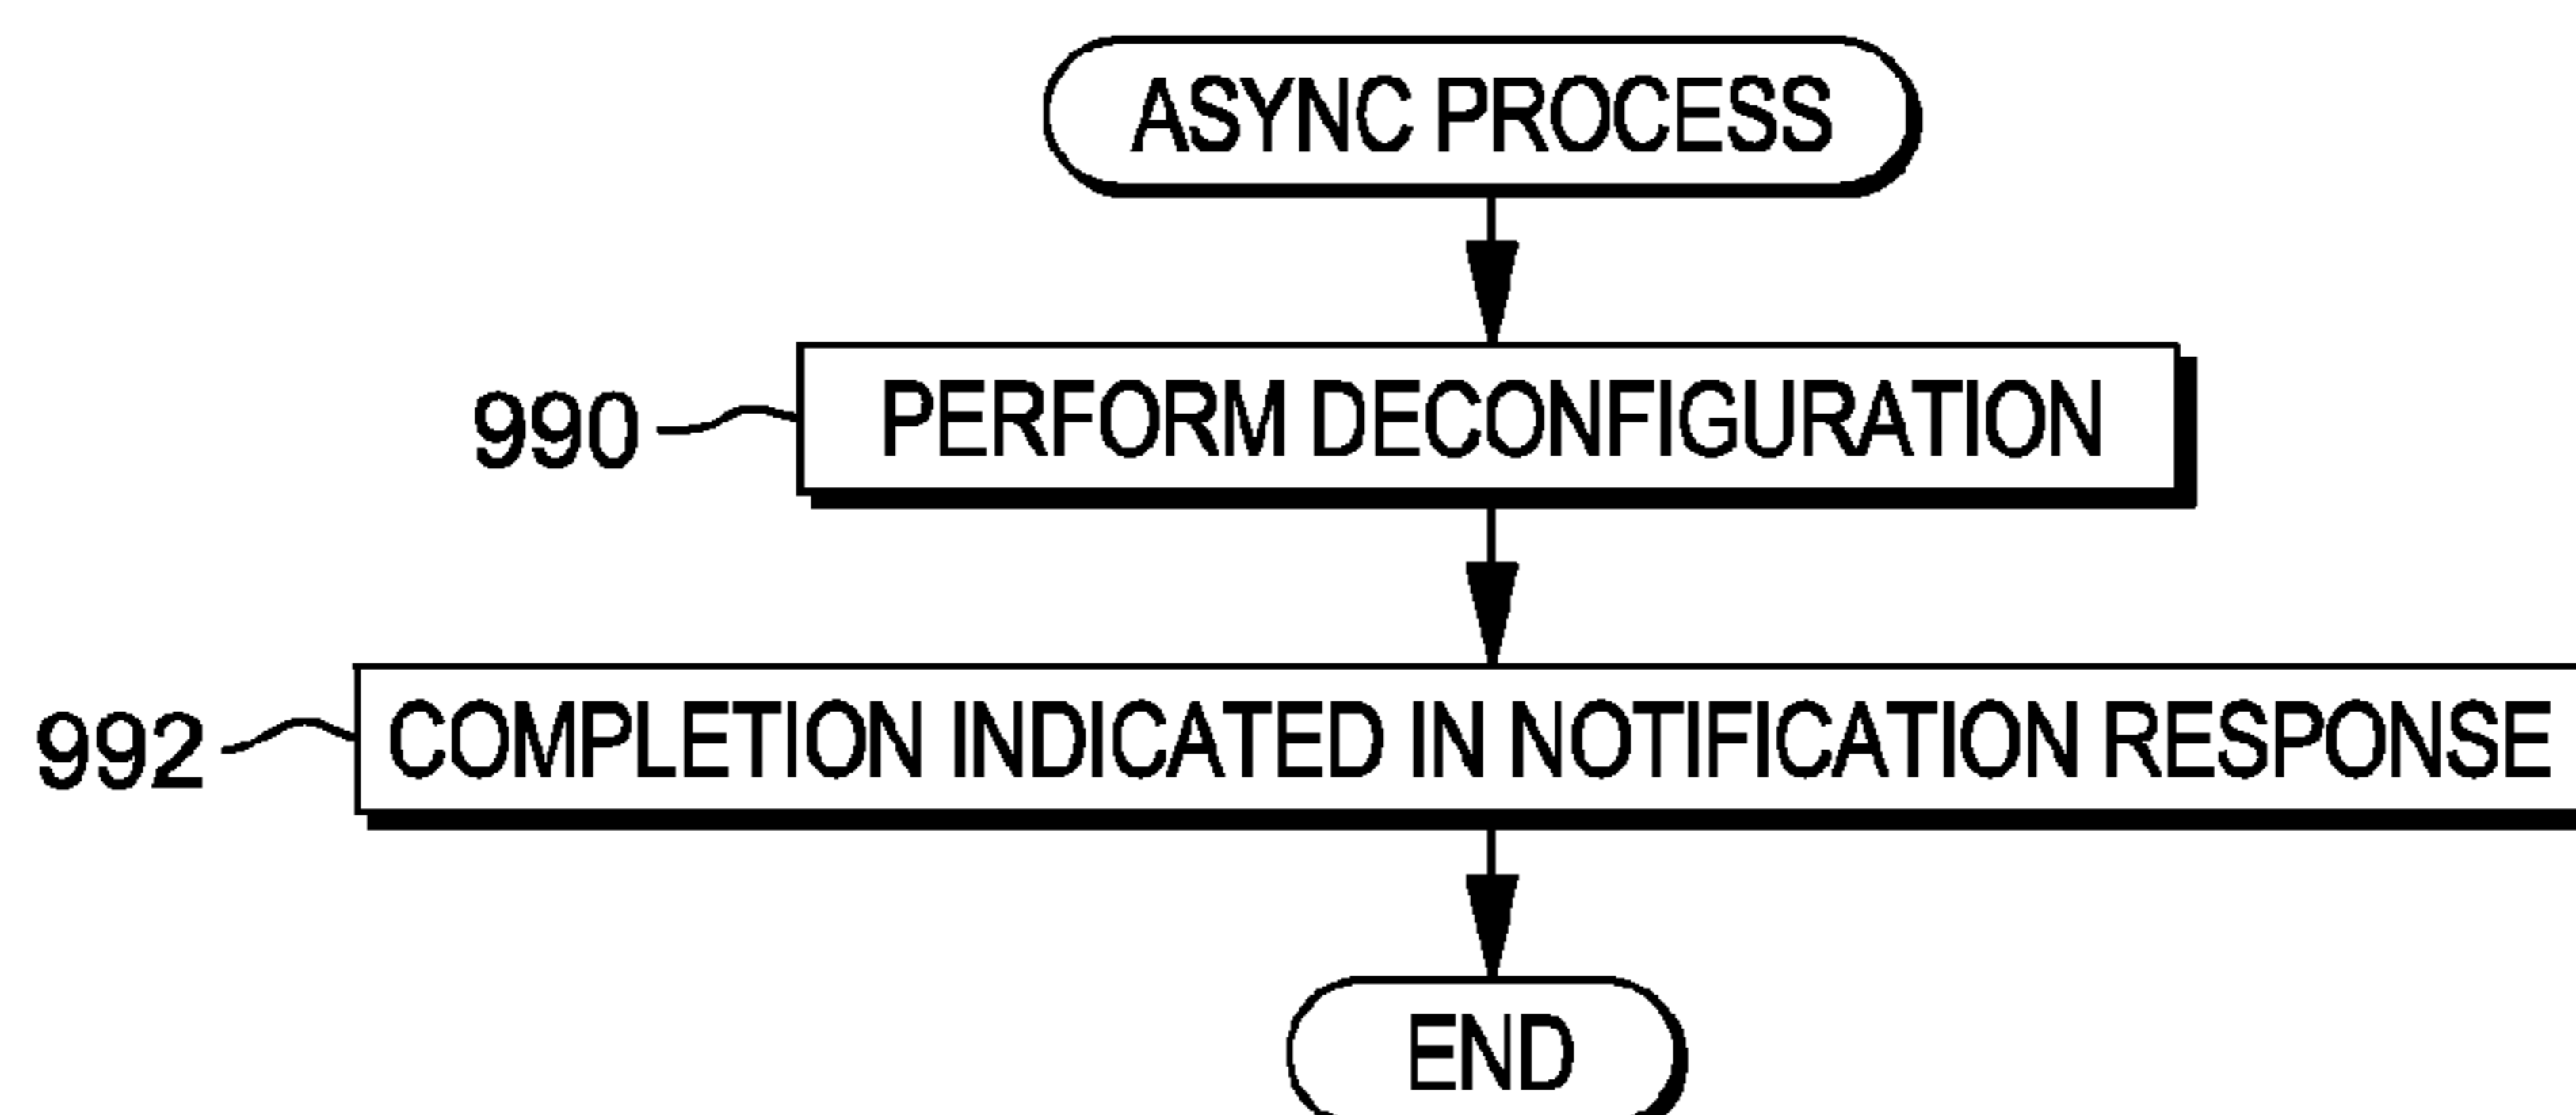 ASYNC PROCESS
990 PERFORM DECONFIGURATION
992 COMPLETION INDICATED IN NOTIFICATION RESPONSE
END